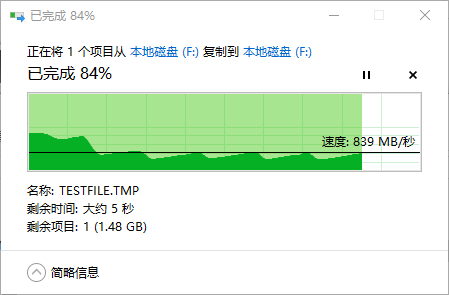 已完成 84%
正在将 1 个项目从 本地磁盘 (F:) 复制到 本地磁盘 (F:)
已完成 84%
速度: 839 MB/秒
名称: TESTFILE.TMP
剩余时间: 大约 5 秒
剩余项目: 1 (1.48 GB)
简略信息